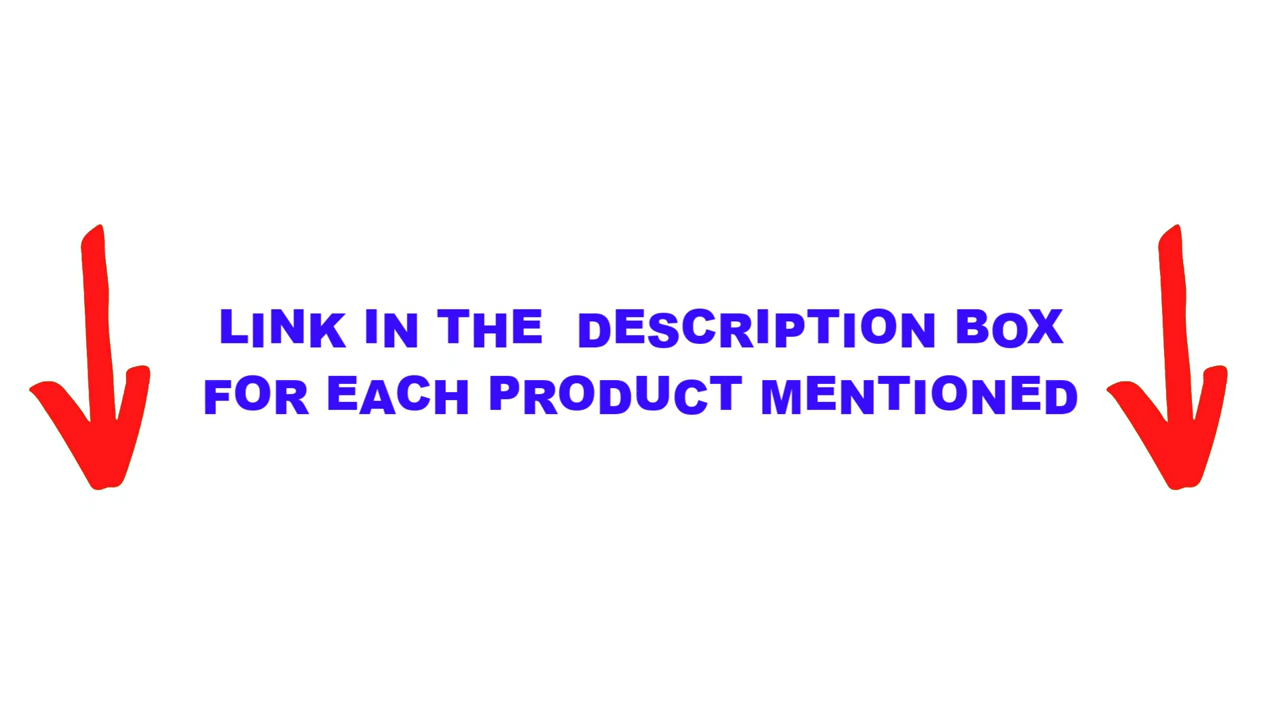 LINK IN THE  DESCRIPTION BOX
FOR EACH PRODUCT MENTIONED